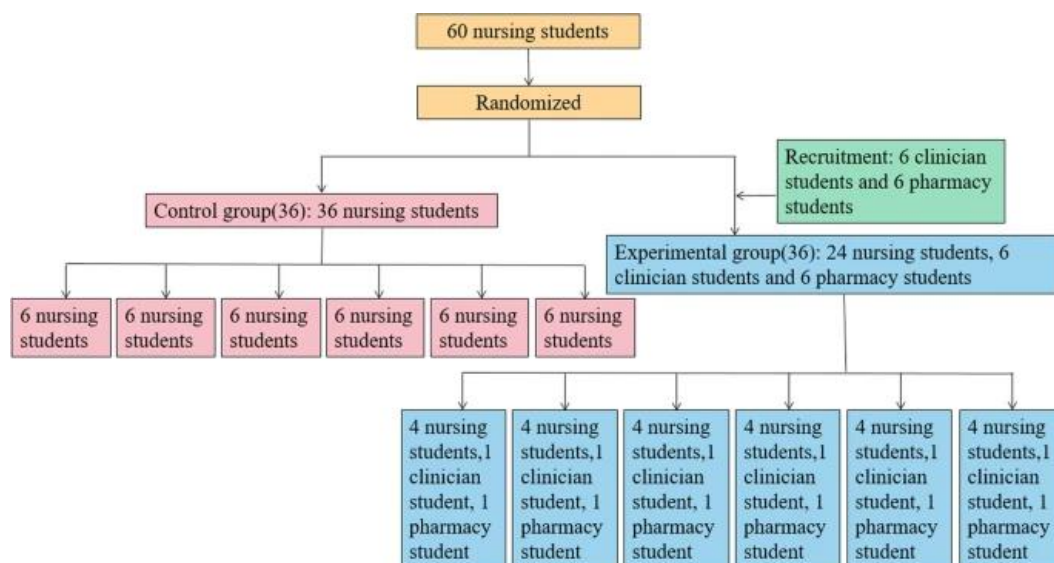 60 nursing students
Randomized
Recruitment: 6 clinician
students and 6 pharmacy
students
Control group(36): 36 nursing students
Experimental group(36): 24 nursing students, 6
clinician students and 6 pharmacy students
6 nursing
students
6 nursing
students
6 nursing
students
6 nursing
students
6 nursing
students
6 nursing
students
4 nursing
students,1
clinician
student, 1
pharmacy
student
4 nursing
students,1
clinician
student, 1
pharmacy
student
4 nursing
students,1
clinician
student, 1
pharmacy
student
4 nursing
students,1
clinician
student, 1
pharmacy
student
4 nursing
students,1
clinician
student, 1
pharmacy
student
4 nursing
students,1
clinician
student, 1
pharmacy
student